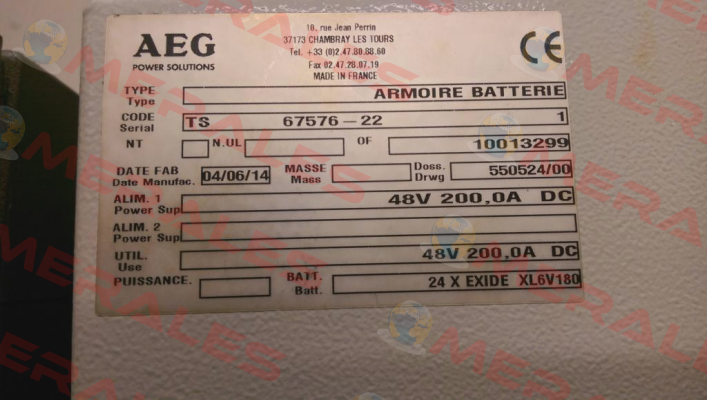 AEG
POWER SOLUTIONS
10, rue Jean Perrin
37173 CHAMBRAY LES TOURS
Tel. +33 (0)2.47.80.88.60
Fax 02.47.28.07.19
MADE IN FRANCE
CE
TYPE
Type
ARMOIRE BATTERIE
CODE
Serial
TS 67576-22 1
NT N.UL OF 10013299
DATE FAB
Date Manufac.
04/06/14
MASSE
Mass
Doss.
Drwg
550524/00
ALIM. 1
Power Sup
48V 200,0A DC
ALIM. 2
Power Sup
UTIL.
Use
48V 200,0A DC
PUISSANCE.
BATT.
Batt.
24 X EXIDE XL6V180
MERALES
MERALES
MERALES